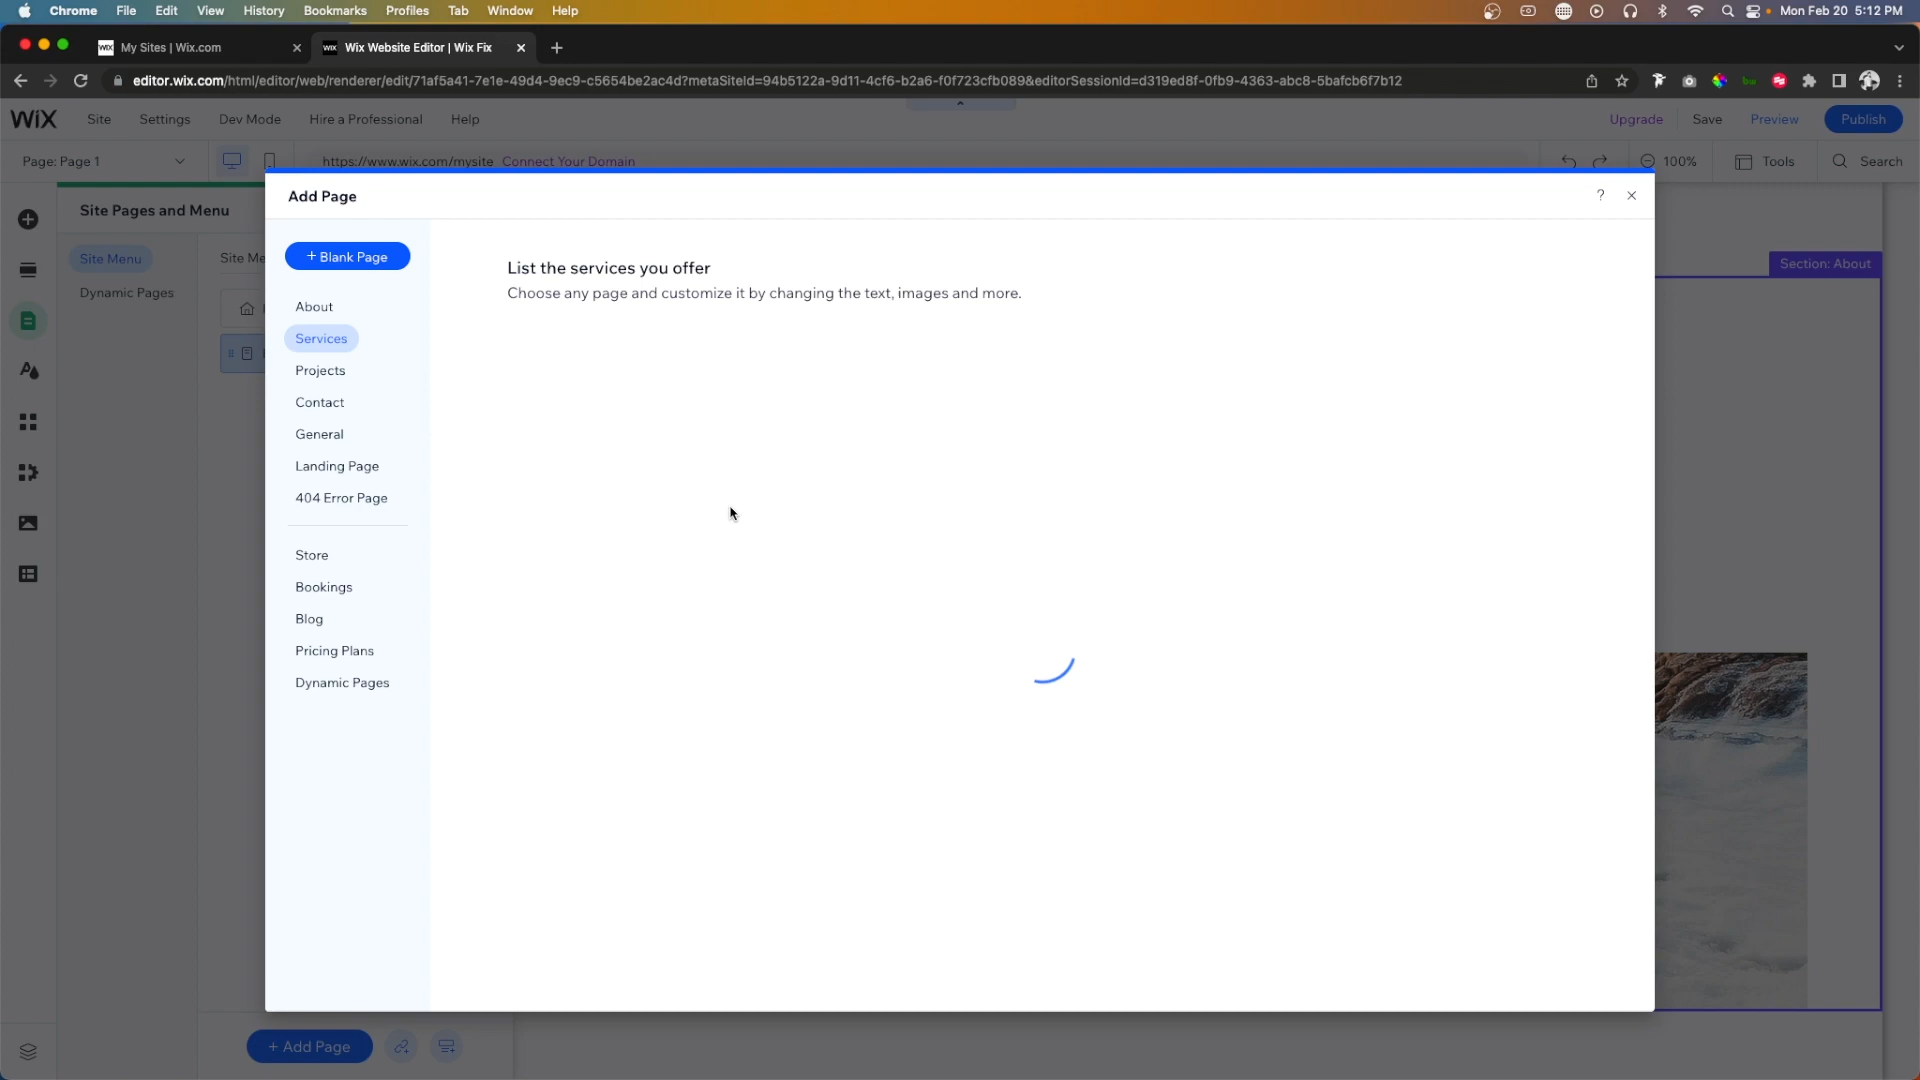 Chrome File Edit View History Bookmarks Profiles Tab Window Help Mon Feb 20 5:12 PM
WiX My Sites | Wix.com WiX Wix Website Editor | Wix Fix
editor.wix.com/html/editor/web/renderer/edit/71af5a41-7e1e-49d4-9ec9-c5654be2ac4d?metaSiteId=94b5122a-9d11-4cf6-b2a6-f0f723cfb089&editorSessionId=d319ed8f-0fb9-4363-abc8-5bafcb6f7b12
WiX Site Settings Dev Mode Hire a Professional Help Upgrade Save Preview Publish
Page: Page 1 https://www.wix.com/mysite Connect Your Domain 100% Tools Search
Add Page ?
Site Pages and Menu
Site Menu Site Me
Dynamic Pages
+ Blank Page
About
Services
Projects
Contact
General
Landing Page
404 Error Page
Store
Bookings
Blog
Pricing Plans
Dynamic Pages
List the services you offer
Choose any page and customize it by changing the text, images and more.
Section: About
+ Add Page